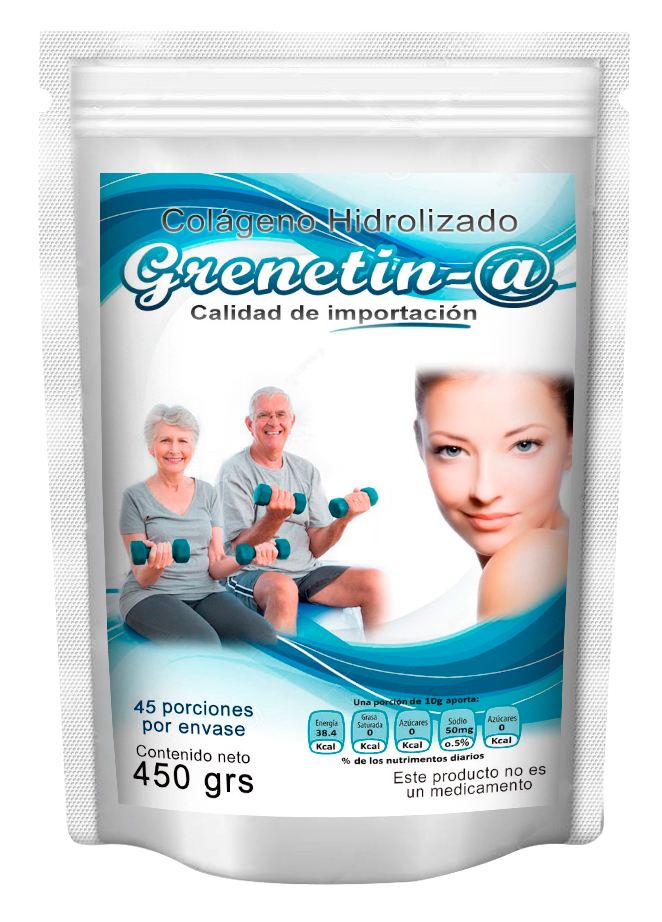 Colágeno Hidrolizado
Grenetin-@
Calidad de importación
45 porciones
por envase
Contenido neto
450 grs
Una porción de 10g aporta:
Energía
38.4
Kcal
Grasa
Saturada
0
Kcal
Azúcares
0
Kcal
Sodio
50mg
o.5%
Azúcares
0
Kcal
% de los nutrimentos diarios
Este producto no es
un medicamento